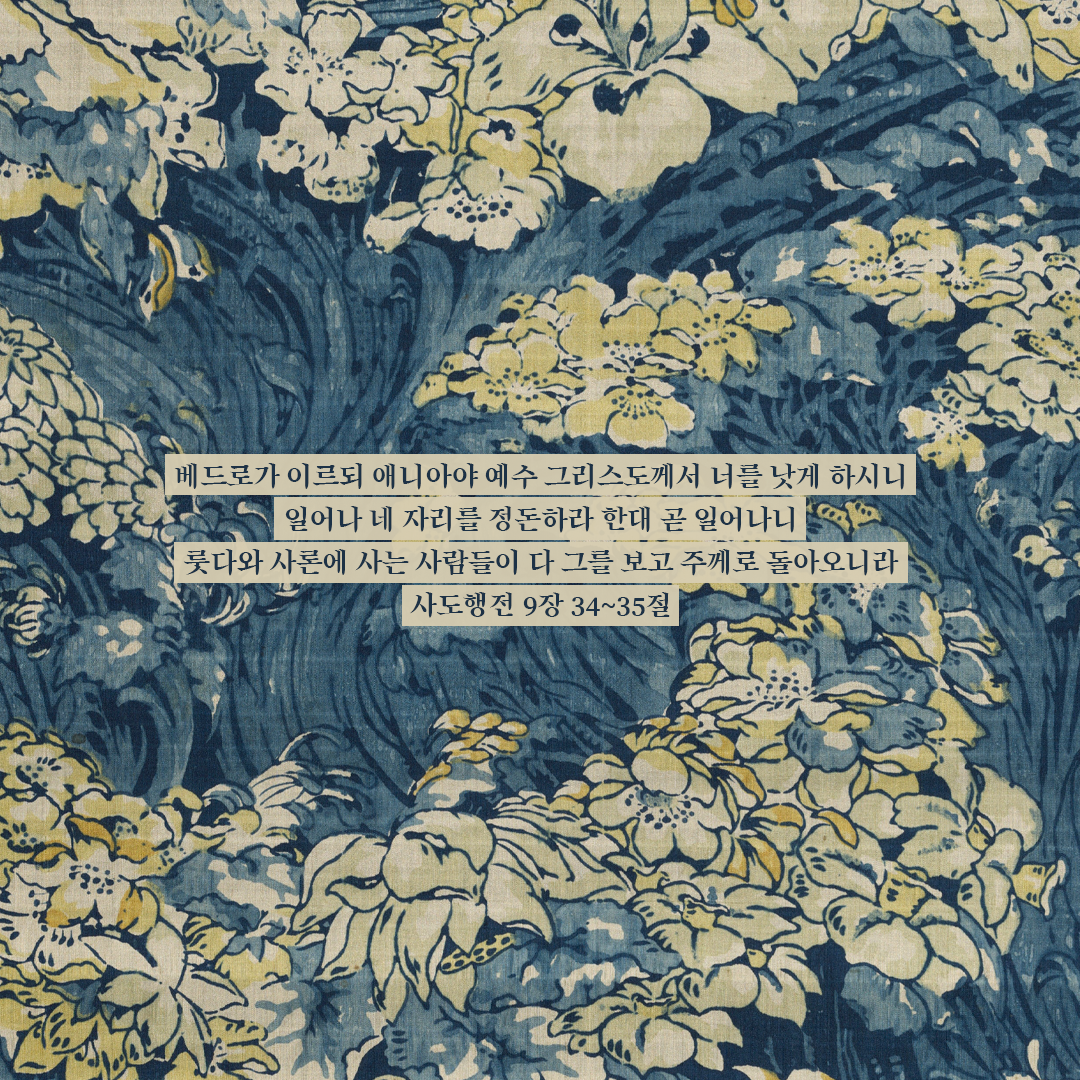 베드로가 이르되 애니아야 예수 그리스도께서 너를 낫게 하시니
일어나 네 자리를 정돈하라 한대 곧 일어나니
룻다와 사론에 사는 사람들이 다 그를 보고 주께로 돌아오니라
사도행전 9장 34~35절